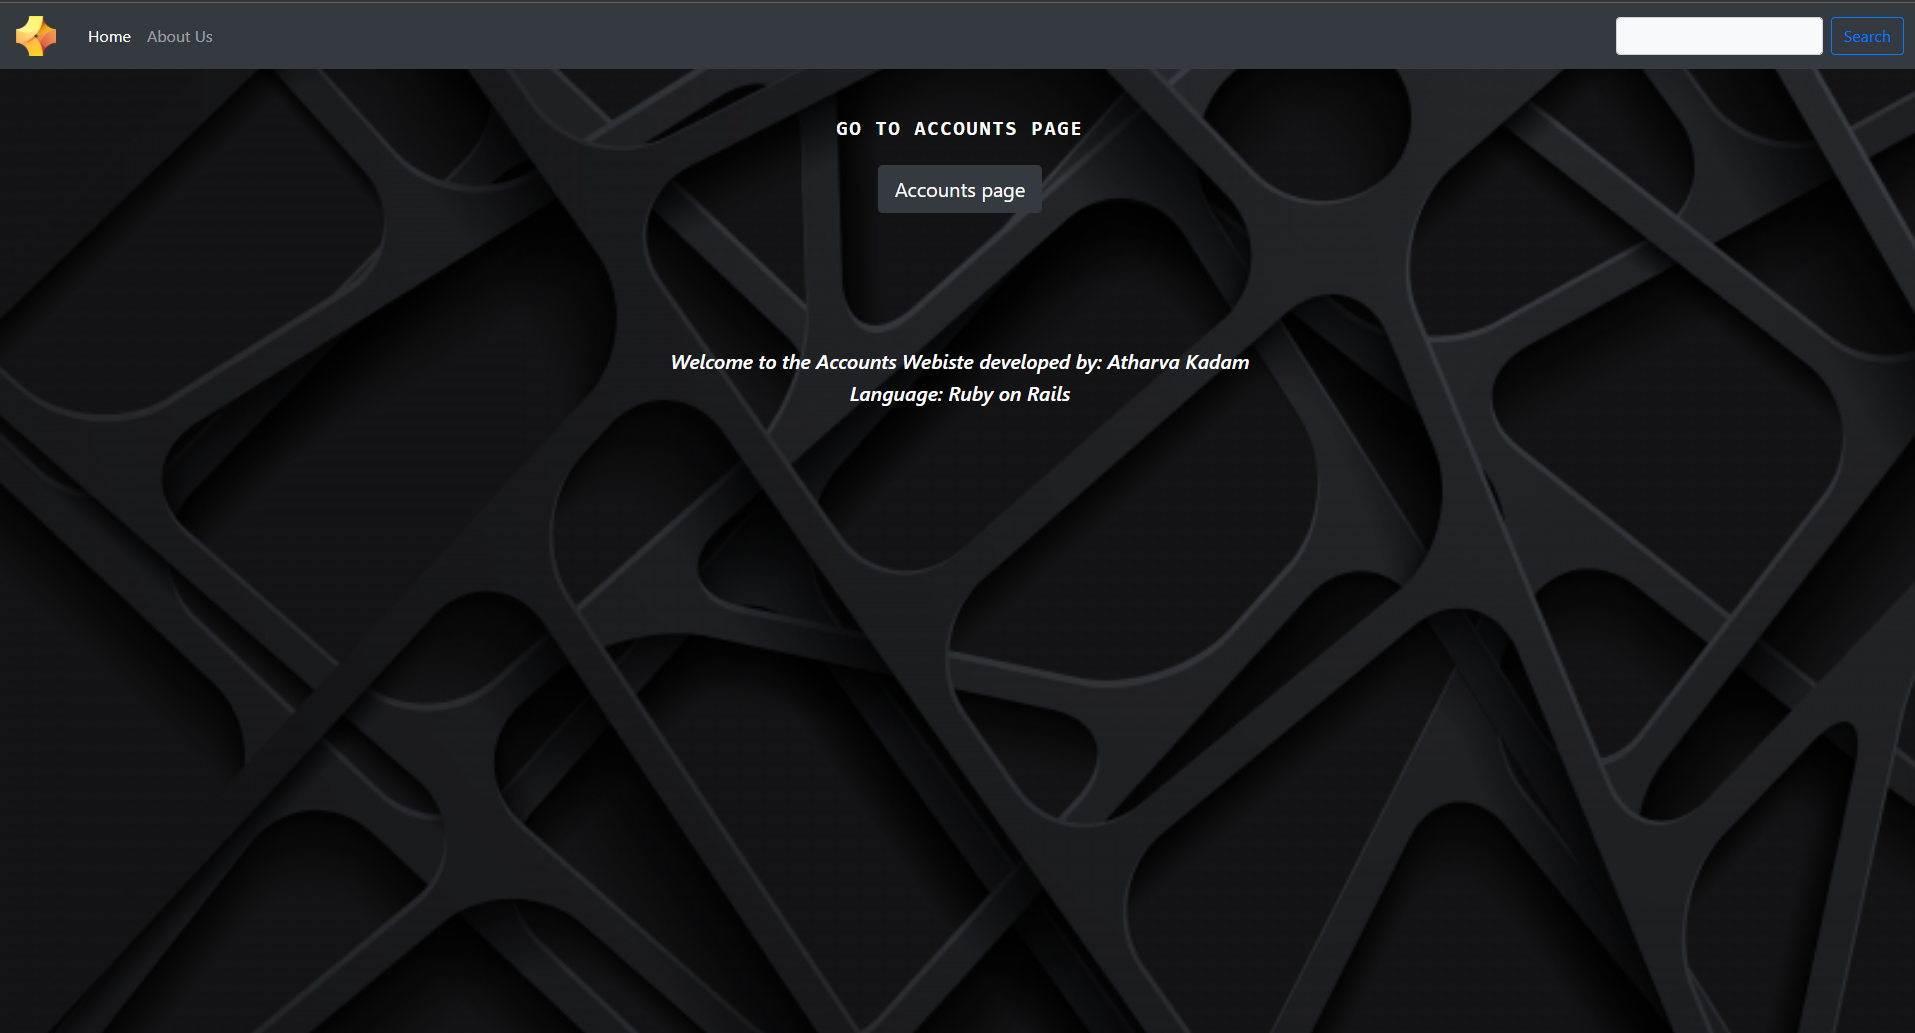 Home About Us Search
GO TO ACCOUNTS PAGE
Accounts page
Welcome to the Accounts Webiste developed by: Atharva Kadam
Language: Ruby on Rails